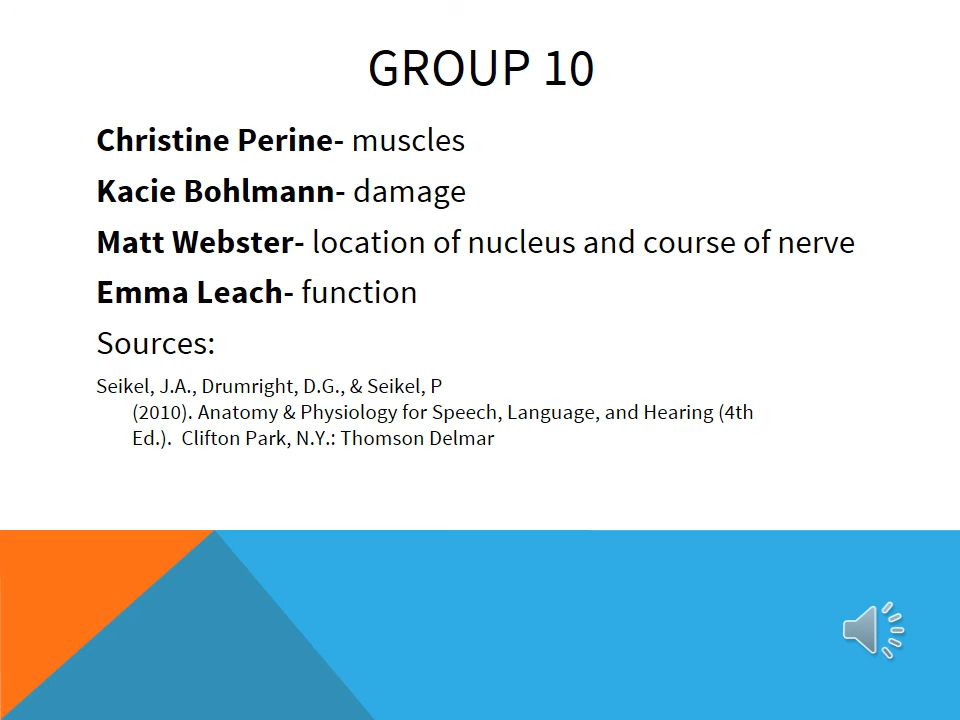 GROUP 10
Christine Perine- muscles
Kacie Bohlmann- damage
Matt Webster- location of nucleus and course of nerve
Emma Leach- function
Sources:
Seikel, J.A., Drumright, D.G., & Seikel, P
(2010). Anatomy & Physiology for Speech, Language, and Hearing (4th
Ed.).  Clifton Park, N.Y.: Thomson Delmar